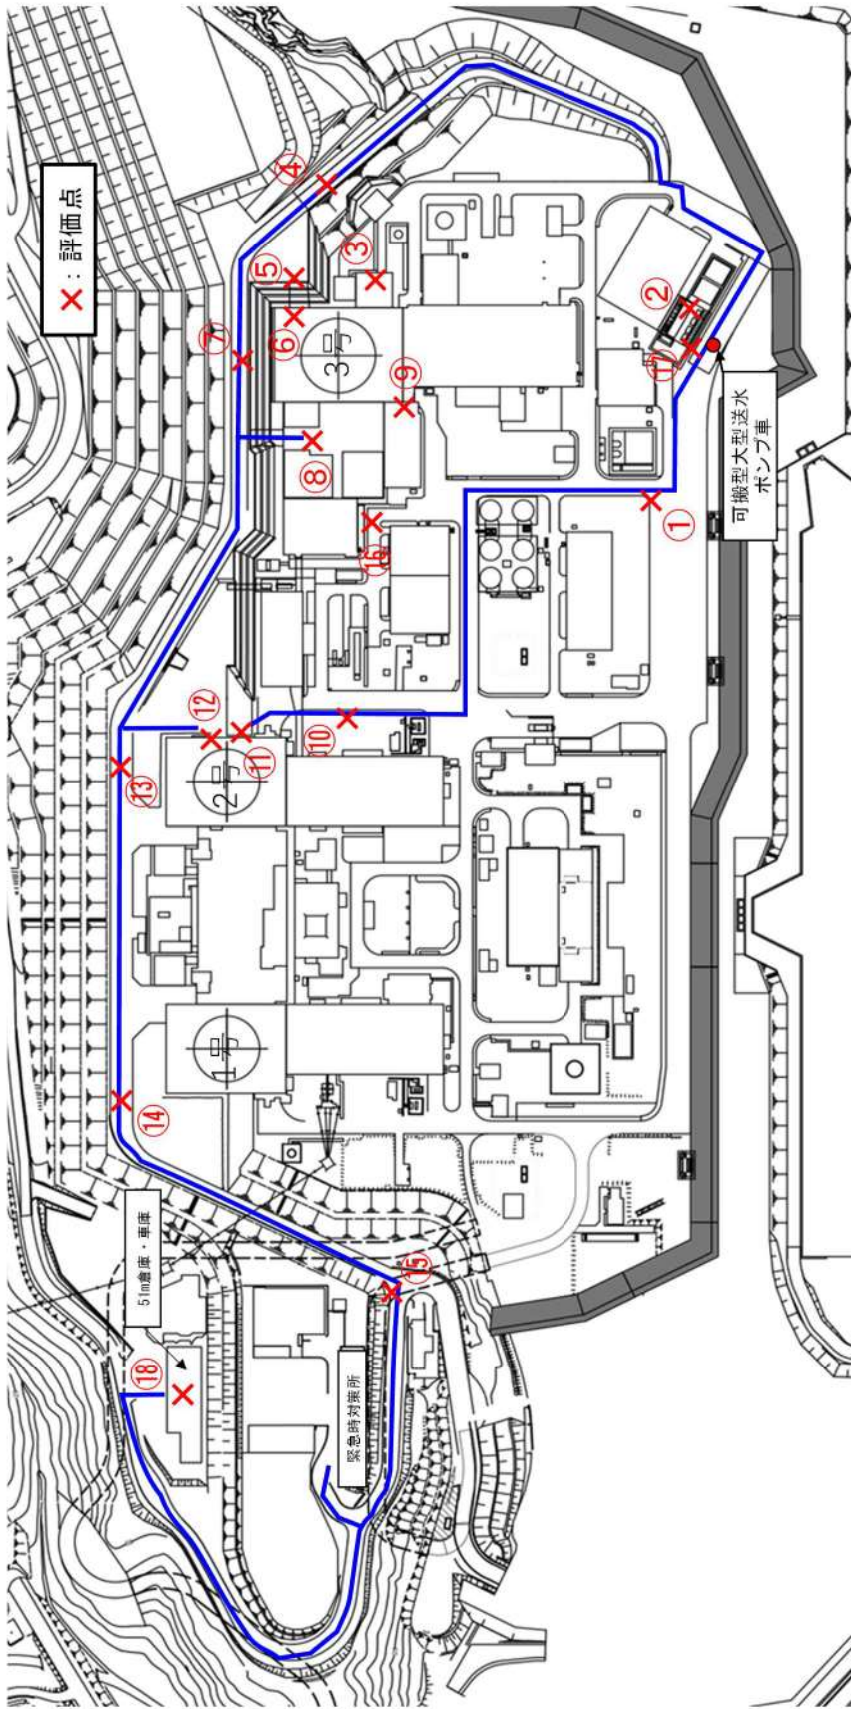 ×：評価点
④
⑤
③
⑦
⑥
3号
⑨
⑧
②
⑰
可搬型大型送水
ポンプ車
①
⑯
⑫
⑪
⑩
⑬
2号
1号
⑭
51m倉庫・車庫
⑮
⑱
緊急時対策所